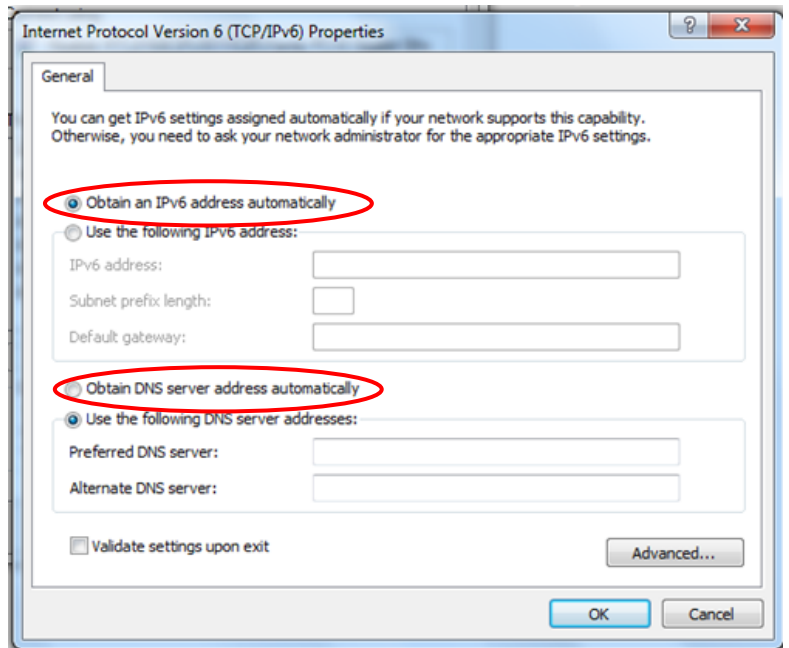 Internet Protocol Version 6 (TCP/IPv6) Properties
General
You can get IPv6 settings assigned automatically if your network supports this capability.
Otherwise, you need to ask your network administrator for the appropriate IPv6 settings.
Obtain an IPv6 address automatically
Use the following IPv6 address:
IPv6 address:
Subnet prefix length:
Default gateway:
Obtain DNS server address automatically
Use the following DNS server addresses:
Preferred DNS server:
Alternate DNS server:
Validate settings upon exit
Advanced...
OK Cancel